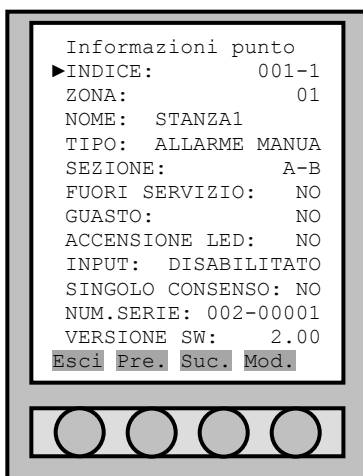 Informazioni punto
►INDICE: 001-1
ZONA: 01
NOME: STANZA1
TIPO: ALLARME MANUA
SEZIONE: A-B
FUORI SERVIZIO: NO
GUASTO: NO
ACCENSIONE LED: NO
INPUT: DISABILITATO
SINGOLO CONSENSO: NO
NUM.SERIE: 002-00001
VERSIONE SW: 2.00
Esci Pre. Suc. Mod.